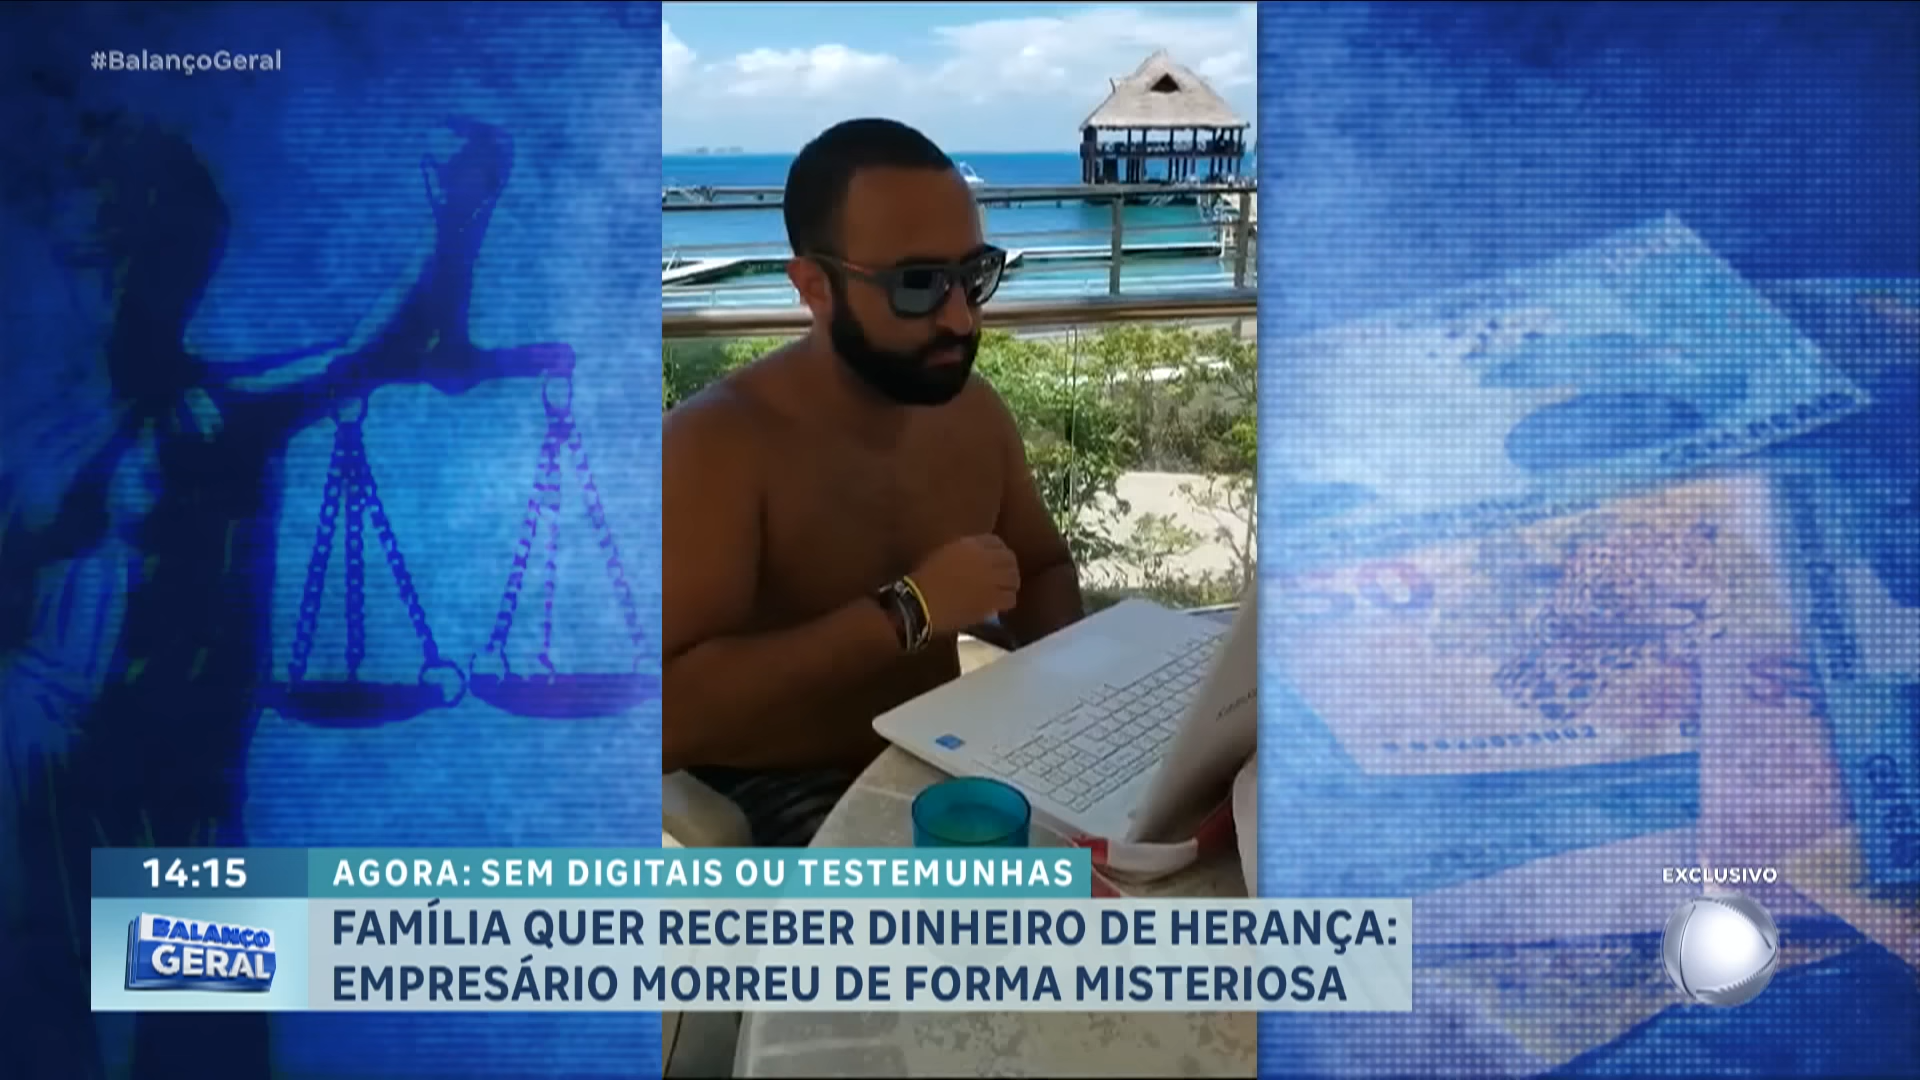 #BalançoGeral
14:15
AGORA: SEM DIGITAIS OU TESTEMUNHAS
BALANÇO
GERAL
FAMÍLIA QUER RECEBER DINHEIRO DE HERANÇA:
EMPRESÁRIO MORREU DE FORMA MISTERIOSA
EXCLUSIVO